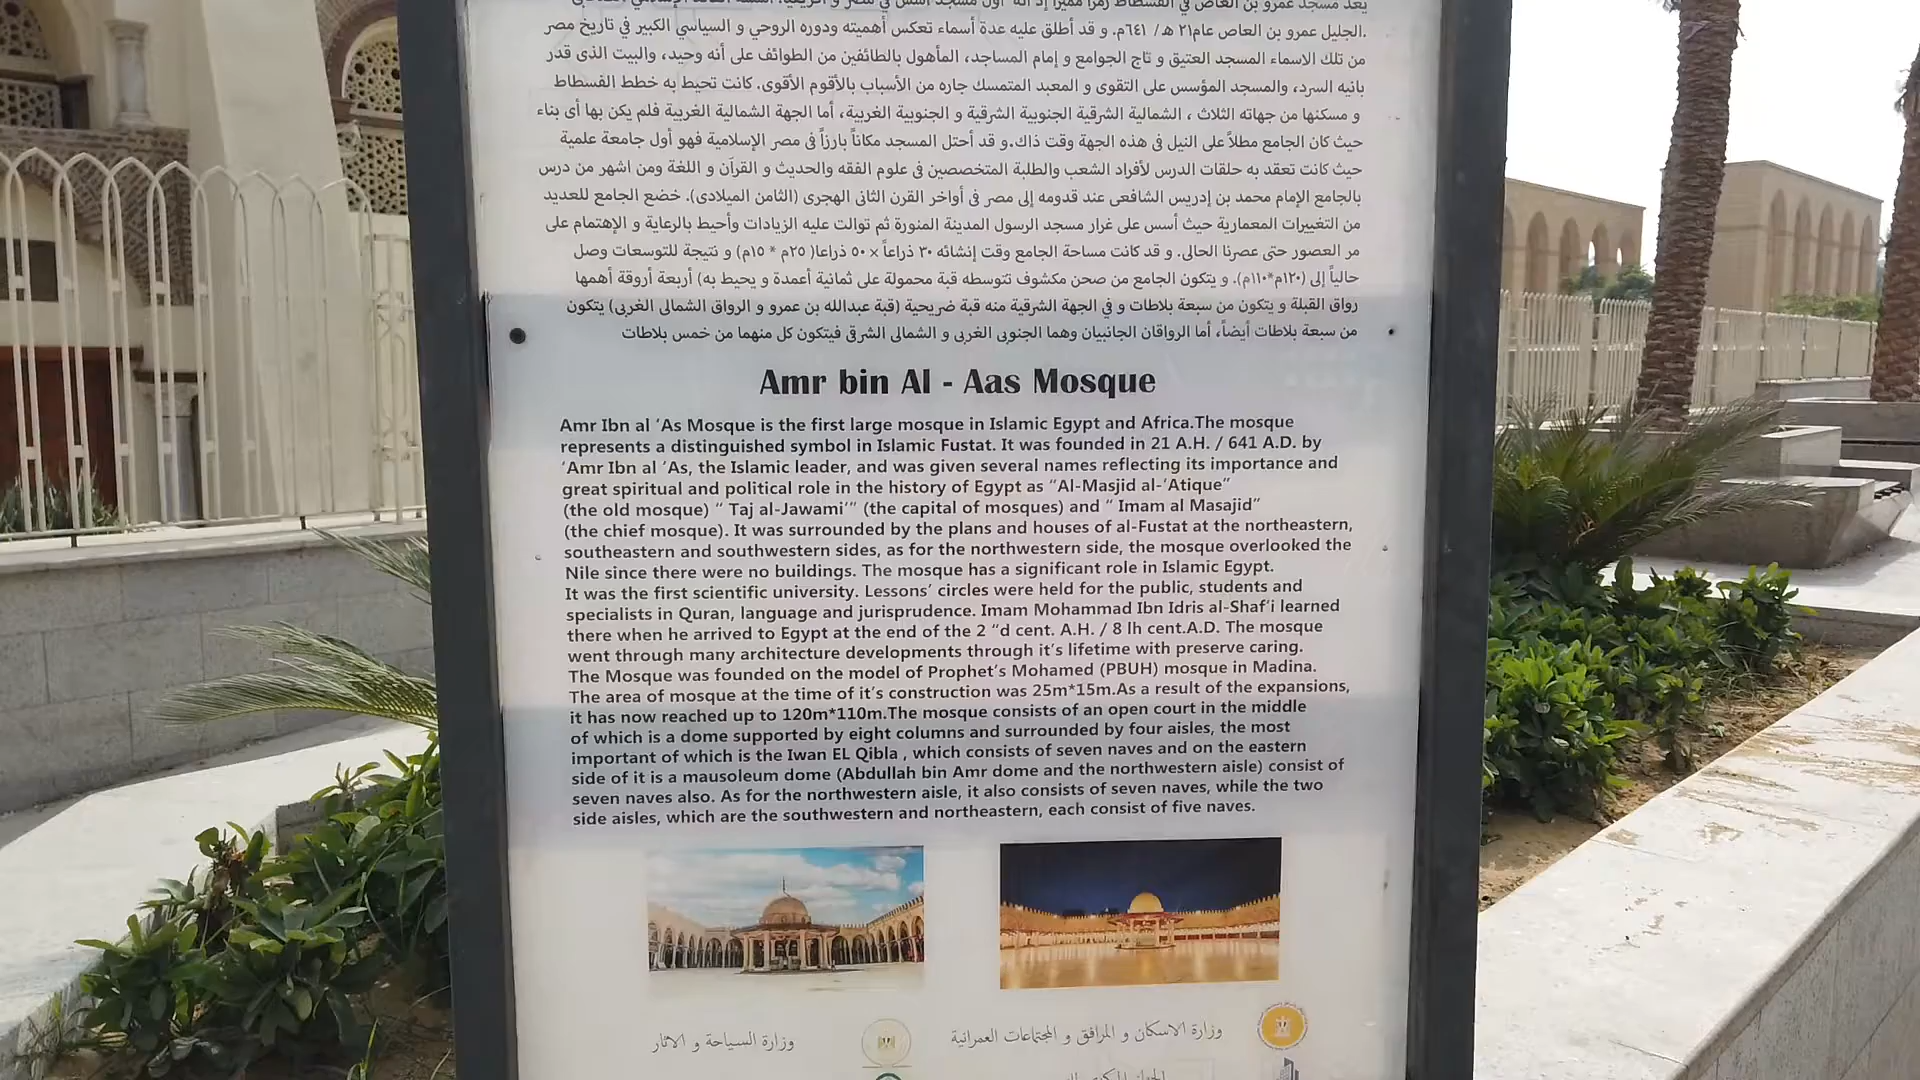 يعد مسجد عمرو بن العاص في الفسطاط رمزا مميزا إذ أنه أول مسجد أسس في مصر و أفريقيا.
الجليل عمرو بن العاص عام٢١ ه/ ٦٤١م. و قد أطلق عليه عدة أسماء تعكس أهميته ودوره الروحي و السياسي الكبير في تاريخ مصر.
من تلك الاسماء المسجد العتيق و تاج الجوامع و إمام المساجد، المأهول بالطائفين من الطوائف على أنه وحيد، والبيت الذى قدر
بانيه السرد، والمسجد المؤسس على التقوى و المعبد المتمسك جاره من الأسباب بالأقوم الأقوى. كانت تحيط به خطط الفسطاط
و مسكنها من جهاته الثلاث ، الشمالية الشرقية الجنوبية الشرقية و الجنوبية الغربية، أما الجهة الشمالية الغربية فلم يكن بها أى بناء
حيث كان الجامع مطلاً على النيل فى هذه الجهة وقت ذاك.و قد أحتل المسجد مكاناً بارزاً فى مصر الإسلامية فهو أول جامعة علمية
حيث كانت تعقد به حلقات الدرس لأفراد الشعب والطلبة المتخصصين فى علوم الفقه والحديث و القرآن و اللغة ومن اشهر من درس
بالجامع الإمام محمد بن إدريس الشافعى عند قدومه إلى مصر فى أواخر القرن الثانى الهجرى (الثامن الميلادى). خضع الجامع للعديد
من التغييرات المعمارية حيث أسس على غرار مسجد الرسول المدينة المنورة ثم توالت عليه الزيادات وأحيط بالرعاية و الإهتمام على
مر العصور حتى عصرنا الحالى. و قد كانت مساحة الجامع وقت إنشائه ٣٠ ذراعاً × ٥٠ ذراعا( ٢٥م * ١٥م) و نتيجة للتوسعات وصل
حالياً إلى (١٢٠م*١١٠م). و يتكون الجامع من صحن مكشوف تتوسطه قبة محمولة على ثمانية أعمدة و يحيط به) أربعة أروقة أهمها
رواق القبلة و يتكون من سبعة بلاطات و في الجهة الشرقية منه قبة ضريحية (قبة عبدالله بن عمرو و الرواق الشمالى الغربى) يتكون
من سبعة بلاطات أيضاً، أما الرواقان الجانبيان وهما الجنوبى الغربى و الشمالى الشرقى فيتكون كل منهما من خمس بلاطات
Amr bin Al - Aas Mosque
Amr Ibn al ‘As Mosque is the first large mosque in Islamic Egypt and Africa.The mosque
represents a distinguished symbol in Islamic Fustat. It was founded in 21 A.H. / 641 A.D. by
‘Amr Ibn al ‘As, the Islamic leader, and was given several names reflecting its importance and
great spiritual and political role in the history of Egypt as “Al-Masjid al-‘Atique”
(the old mosque) “ Taj al-Jawami‘” (the capital of mosques) and “ Imam al Masajid”
(the chief mosque). It was surrounded by the plans and houses of al-Fustat at the northeastern,
southeastern and southwestern sides, as for the northwestern side, the mosque overlooked the
Nile since there were no buildings. The mosque has a significant role in Islamic Egypt.
It was the first scientific university. Lessons’ circles were held for the public, students and
specialists in Quran, language and jurisprudence. Imam Mohammad Ibn Idris al-Shaf‘i learned
there when he arrived to Egypt at the end of the 2 “d cent. A.H. / 8 lh cent.A.D. The mosque
went through many architecture developments through it’s lifetime with preserve caring.
The Mosque was founded on the model of Prophet’s Mohamed (PBUH) mosque in Madina.
The area of mosque at the time of it’s construction was 25m*15m.As a result of the expansions,
it has now reached up to 120m*110m.The mosque consists of an open court in the middle
of which is a dome supported by eight columns and surrounded by four aisles, the most
important of which is the Iwan EL Qibla , which consists of seven naves and on the eastern
side of it is a mausoleum dome (Abdullah bin Amr dome and the northwestern aisle) consist of
seven naves also. As for the northwestern aisle, it also consists of seven naves, while the two
side aisles, which are the southwestern and northeastern, each consist of five naves.
وزارة الاسكان و المرافق و المجتمعات العمرانية
وزارة السياحة و الاثار